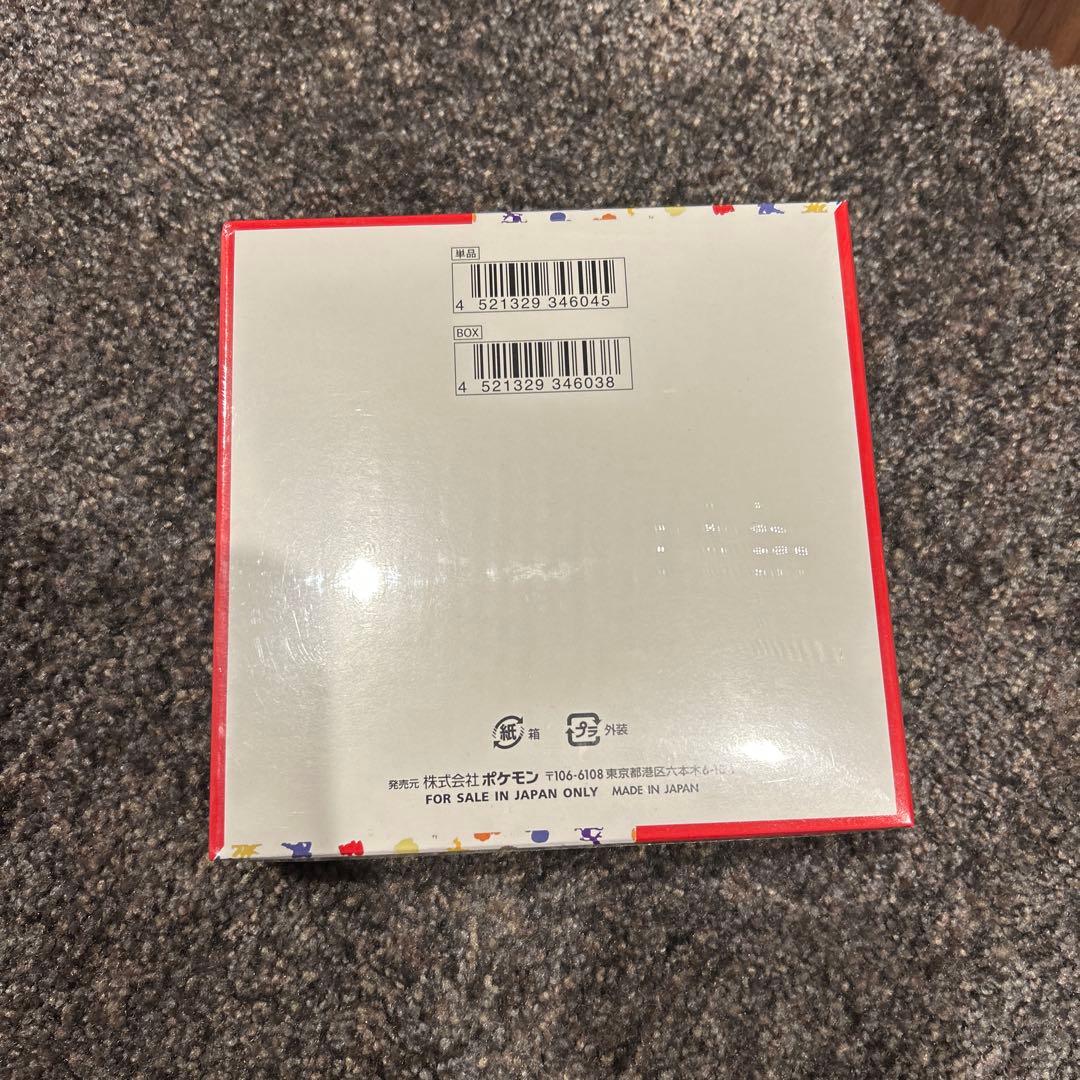 単品
4 521329 346045
BOX
4 521329 346038
紙 箱
プラ 外装
発売元 株式会社ポケモン 〒106-6108 東京都港区六本木6-10-1
FOR SALE IN JAPAN ONLY MADE IN JAPAN